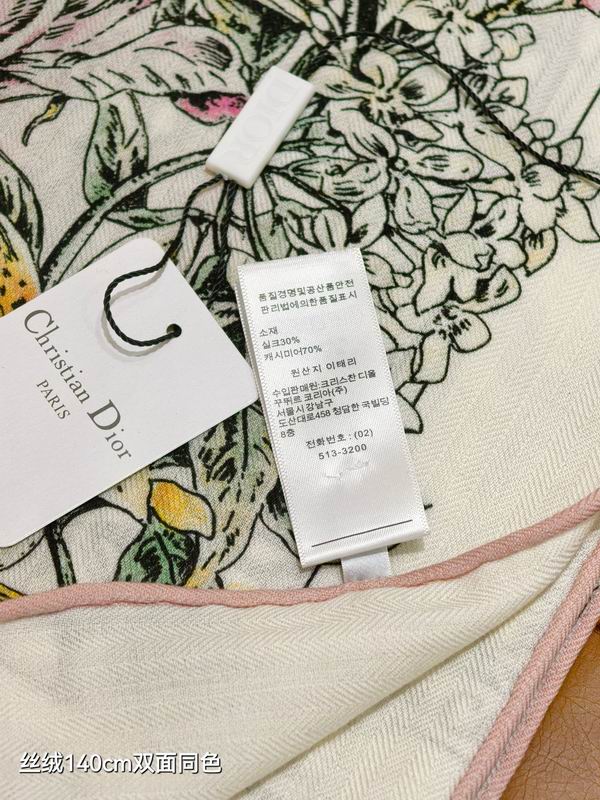 DIOR
Christian Dior
PARIS
품질경영및공산품안전
관리법에의한품질표시
소재
실크30%
캐시미어70%
원산지 이태리
수입판매원:크리스찬 디올
꾸뛰르 코리아(주)
서울시강남구
도산대로458 청담한 국빌딩
8층
전화번호 : (02)
513-3200
丝绒140cm双面同色